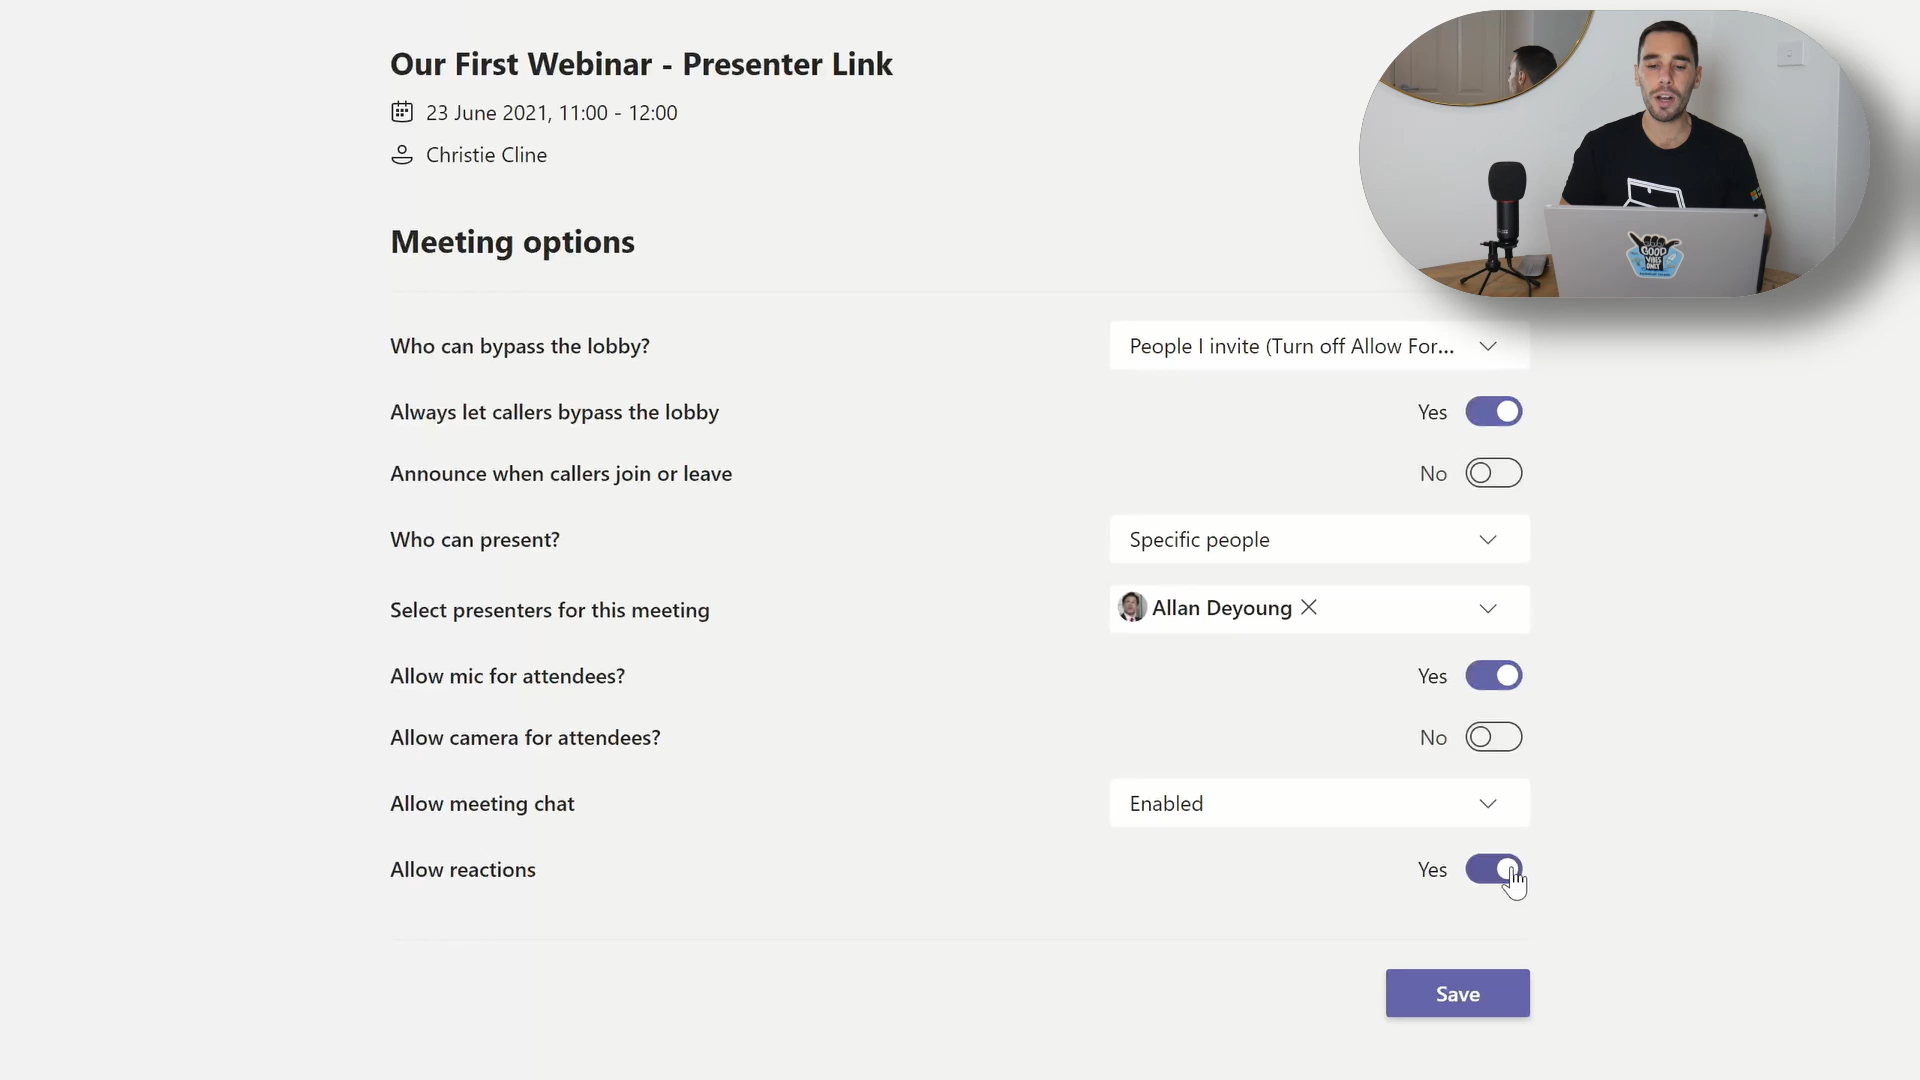 Our First Webinar - Presenter Link
23 June 2021, 11:00 - 12:00
Christie Cline
Meeting options
Who can bypass the lobby?
People I invite (Turn off Allow For...
Always let callers bypass the lobby
Yes
Announce when callers join or leave
No
Who can present?
Specific people
Select presenters for this meeting
Allan Deyoung
Allow mic for attendees?
Yes
Allow camera for attendees?
No
Allow meeting chat
Enabled
Allow reactions
Yes
Save
GOOD
VIBES
ONLY